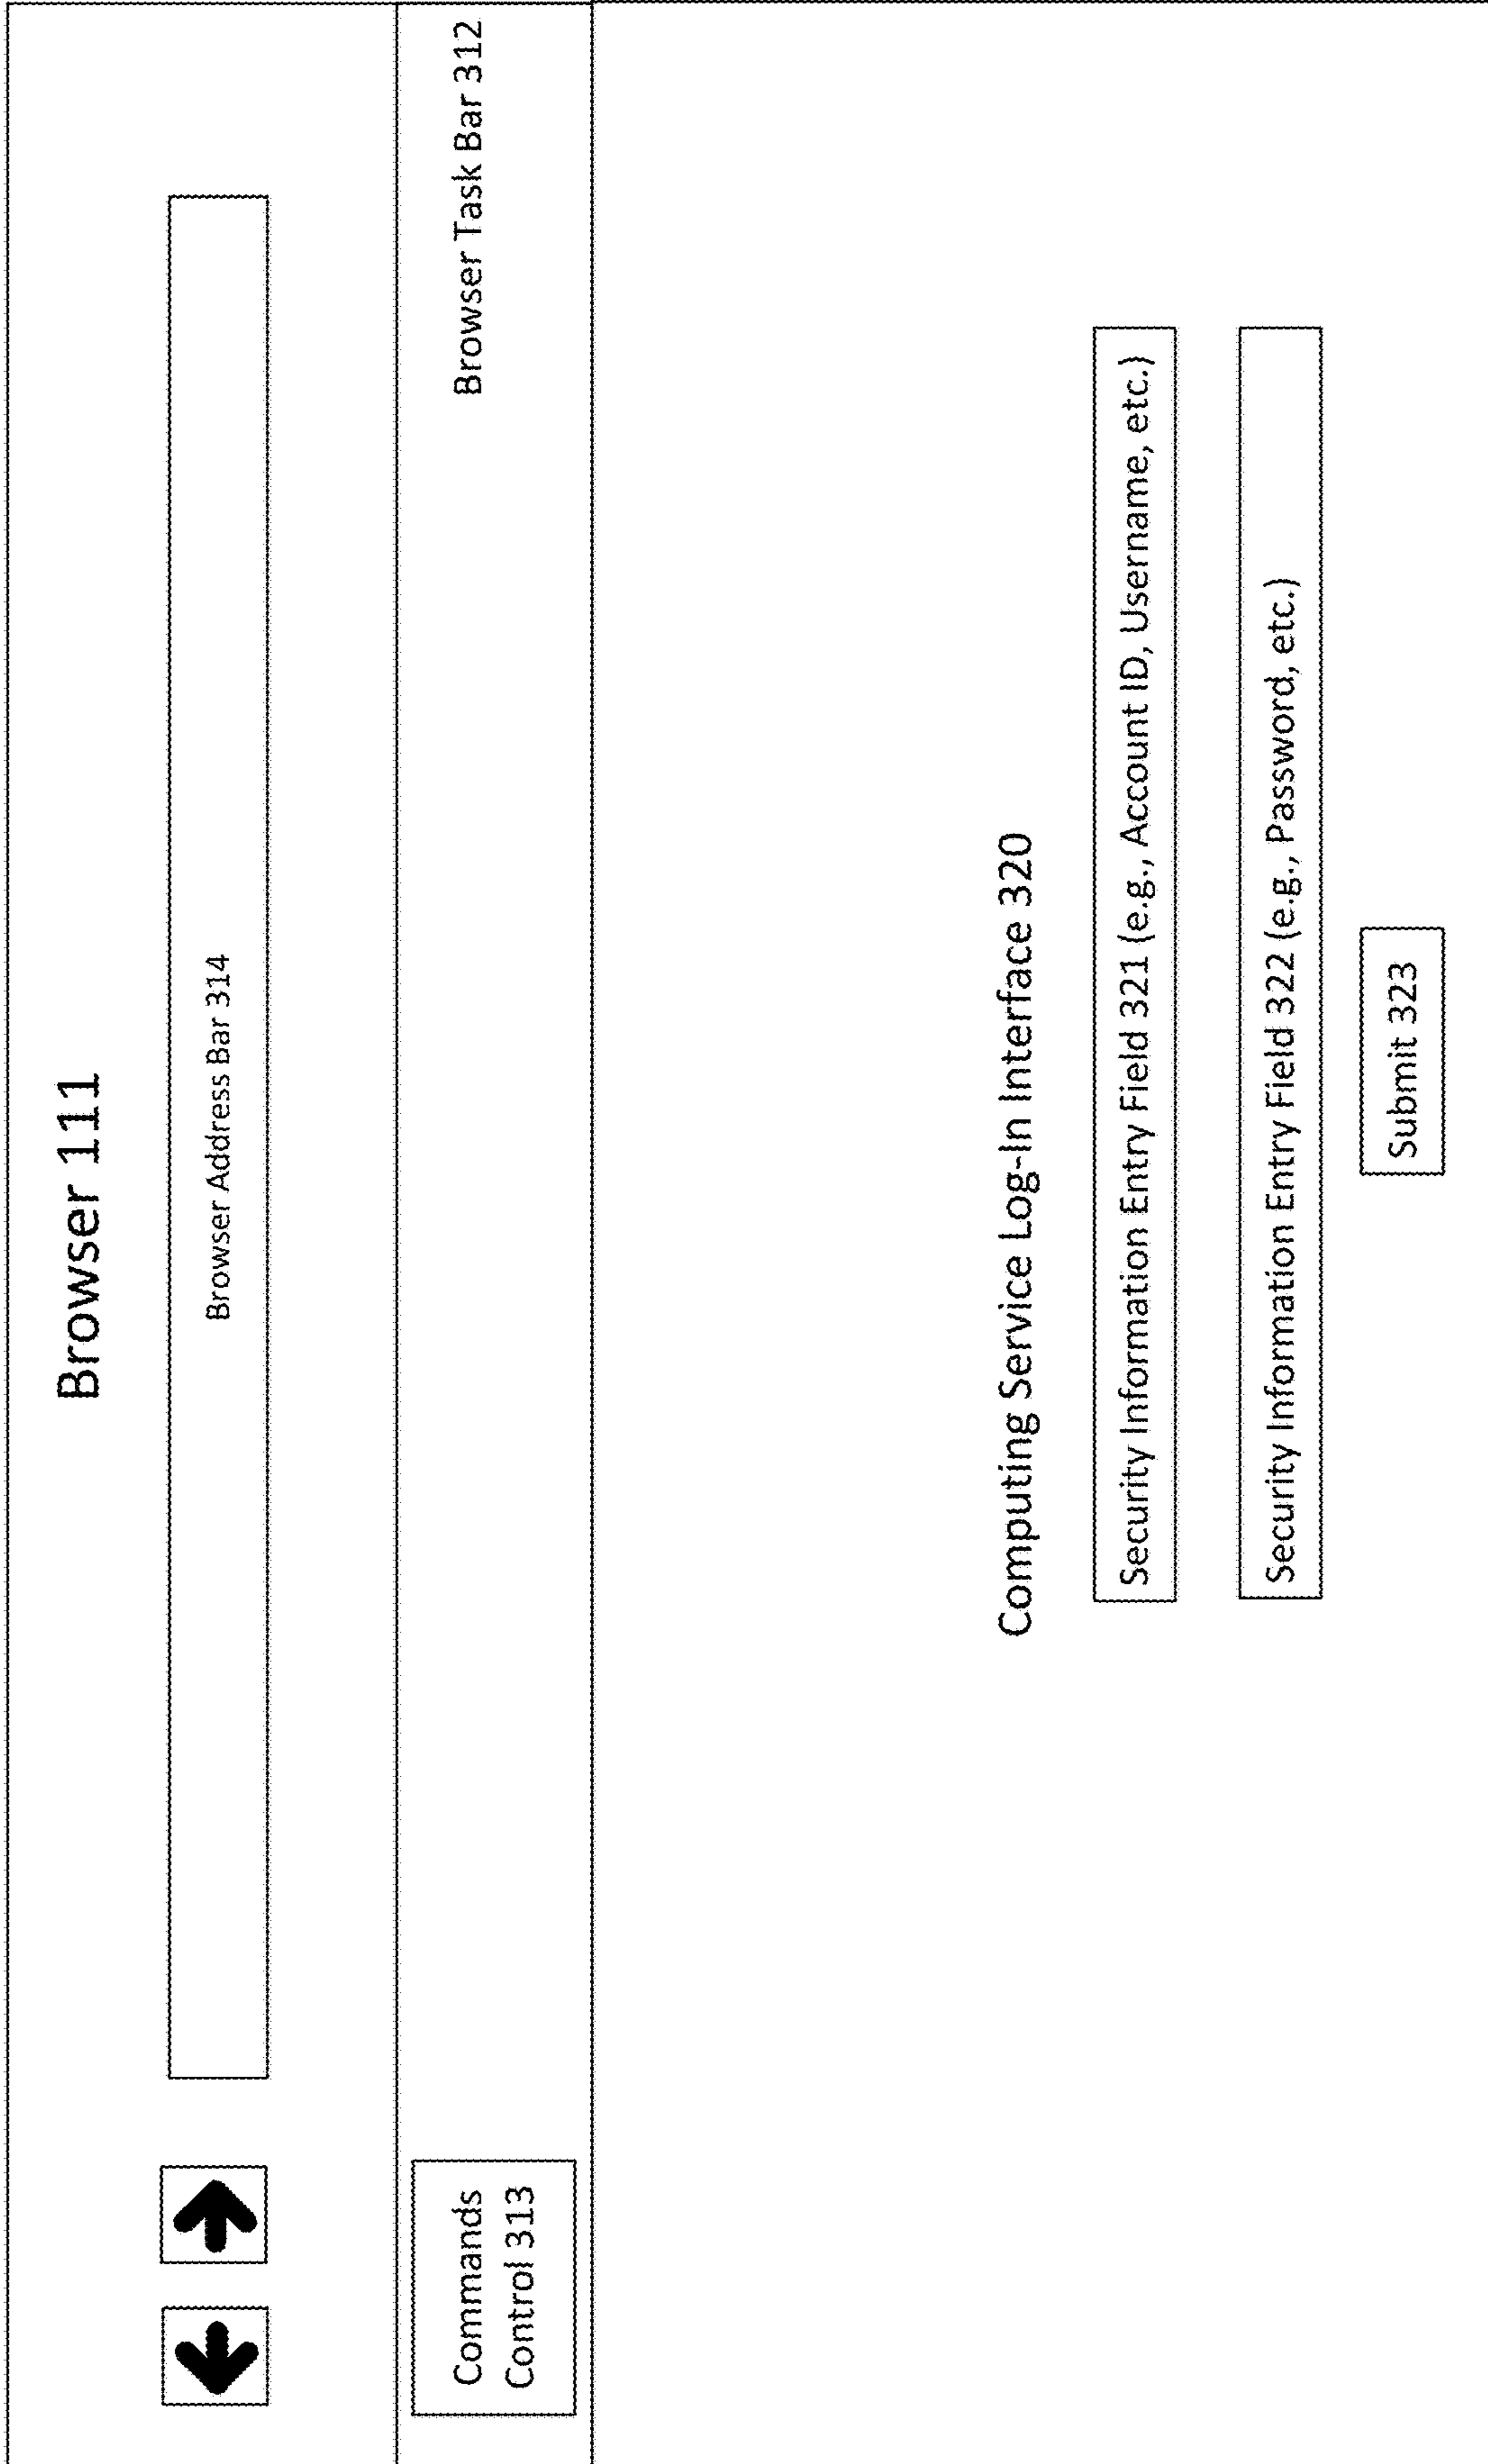 Browser 111
Browser Address Bar 314
Commands
Control 313
Browser Task Bar 312
Computing Service Log-In Interface 320
Security Information Entry Field 321 (e.g., Account ID, Username, etc.)
Security Information Entry Field 322 (e.g., Password, etc.)
Submit 323